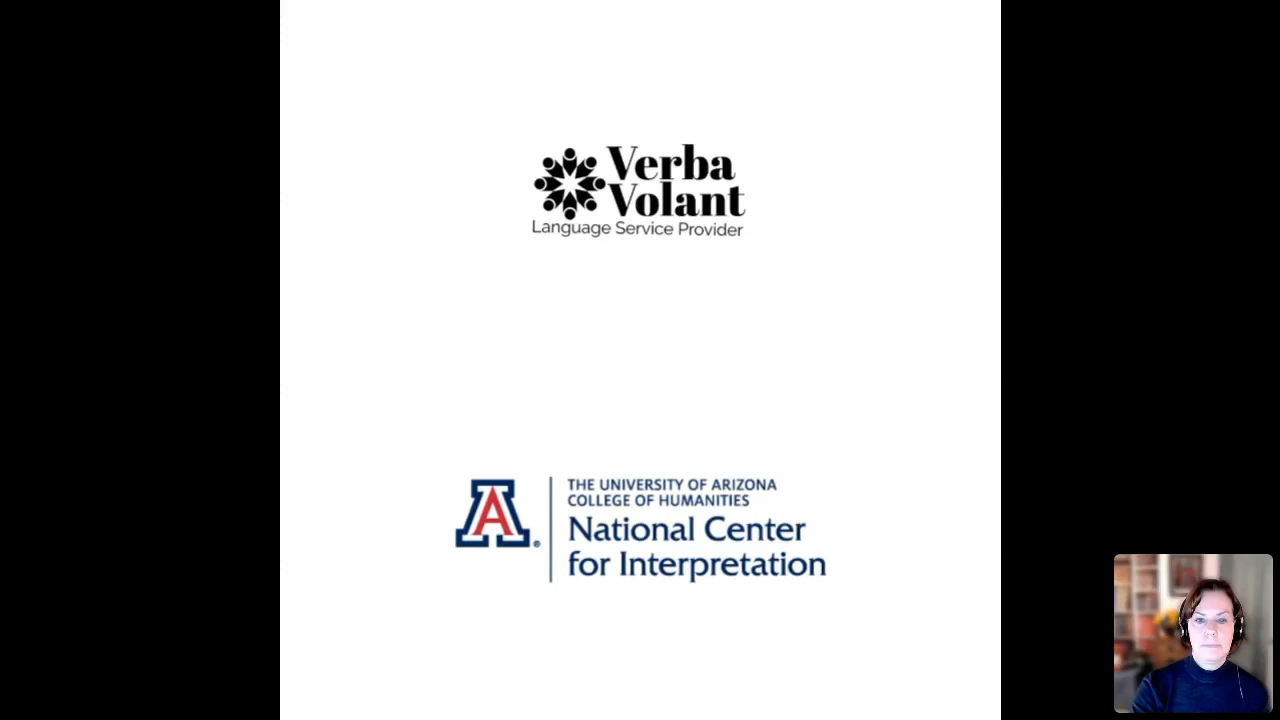 Verba
Volant
Language Service Provider
THE UNIVERSITY OF ARIZONA
COLLEGE OF HUMANITIES
A®
National Center
for Interpretation